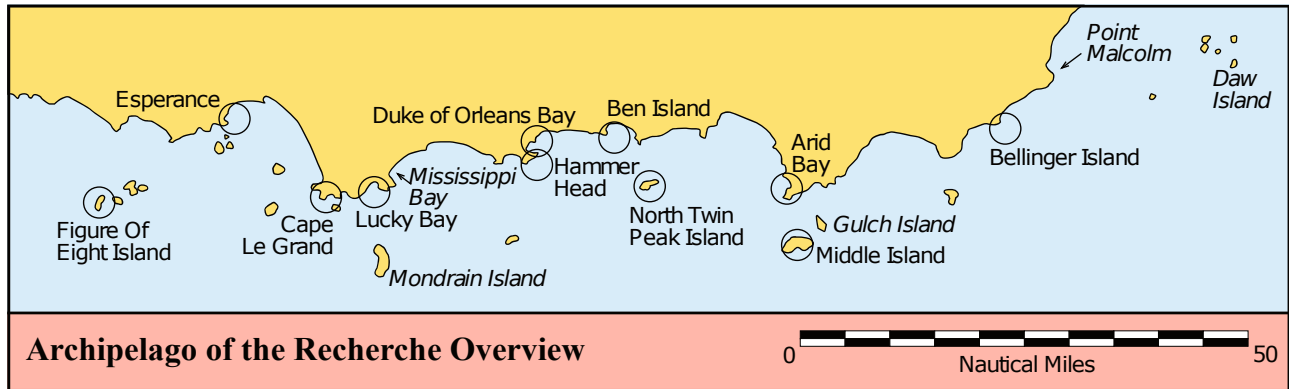 Point
Malcolm
Daw
Island
Esperance
Duke of Orleans Bay
Ben Island
Arid
Bay
Bellinger Island
Hammer
Head
Mississippi
Bay
Figure Of
Eight Island
Cape
Le Grand
Lucky Bay
North Twin
Peak Island
Gulch Island
Middle Island
Mondrain Island
Archipelago of the Recherche Overview
0
50
Nautical Miles